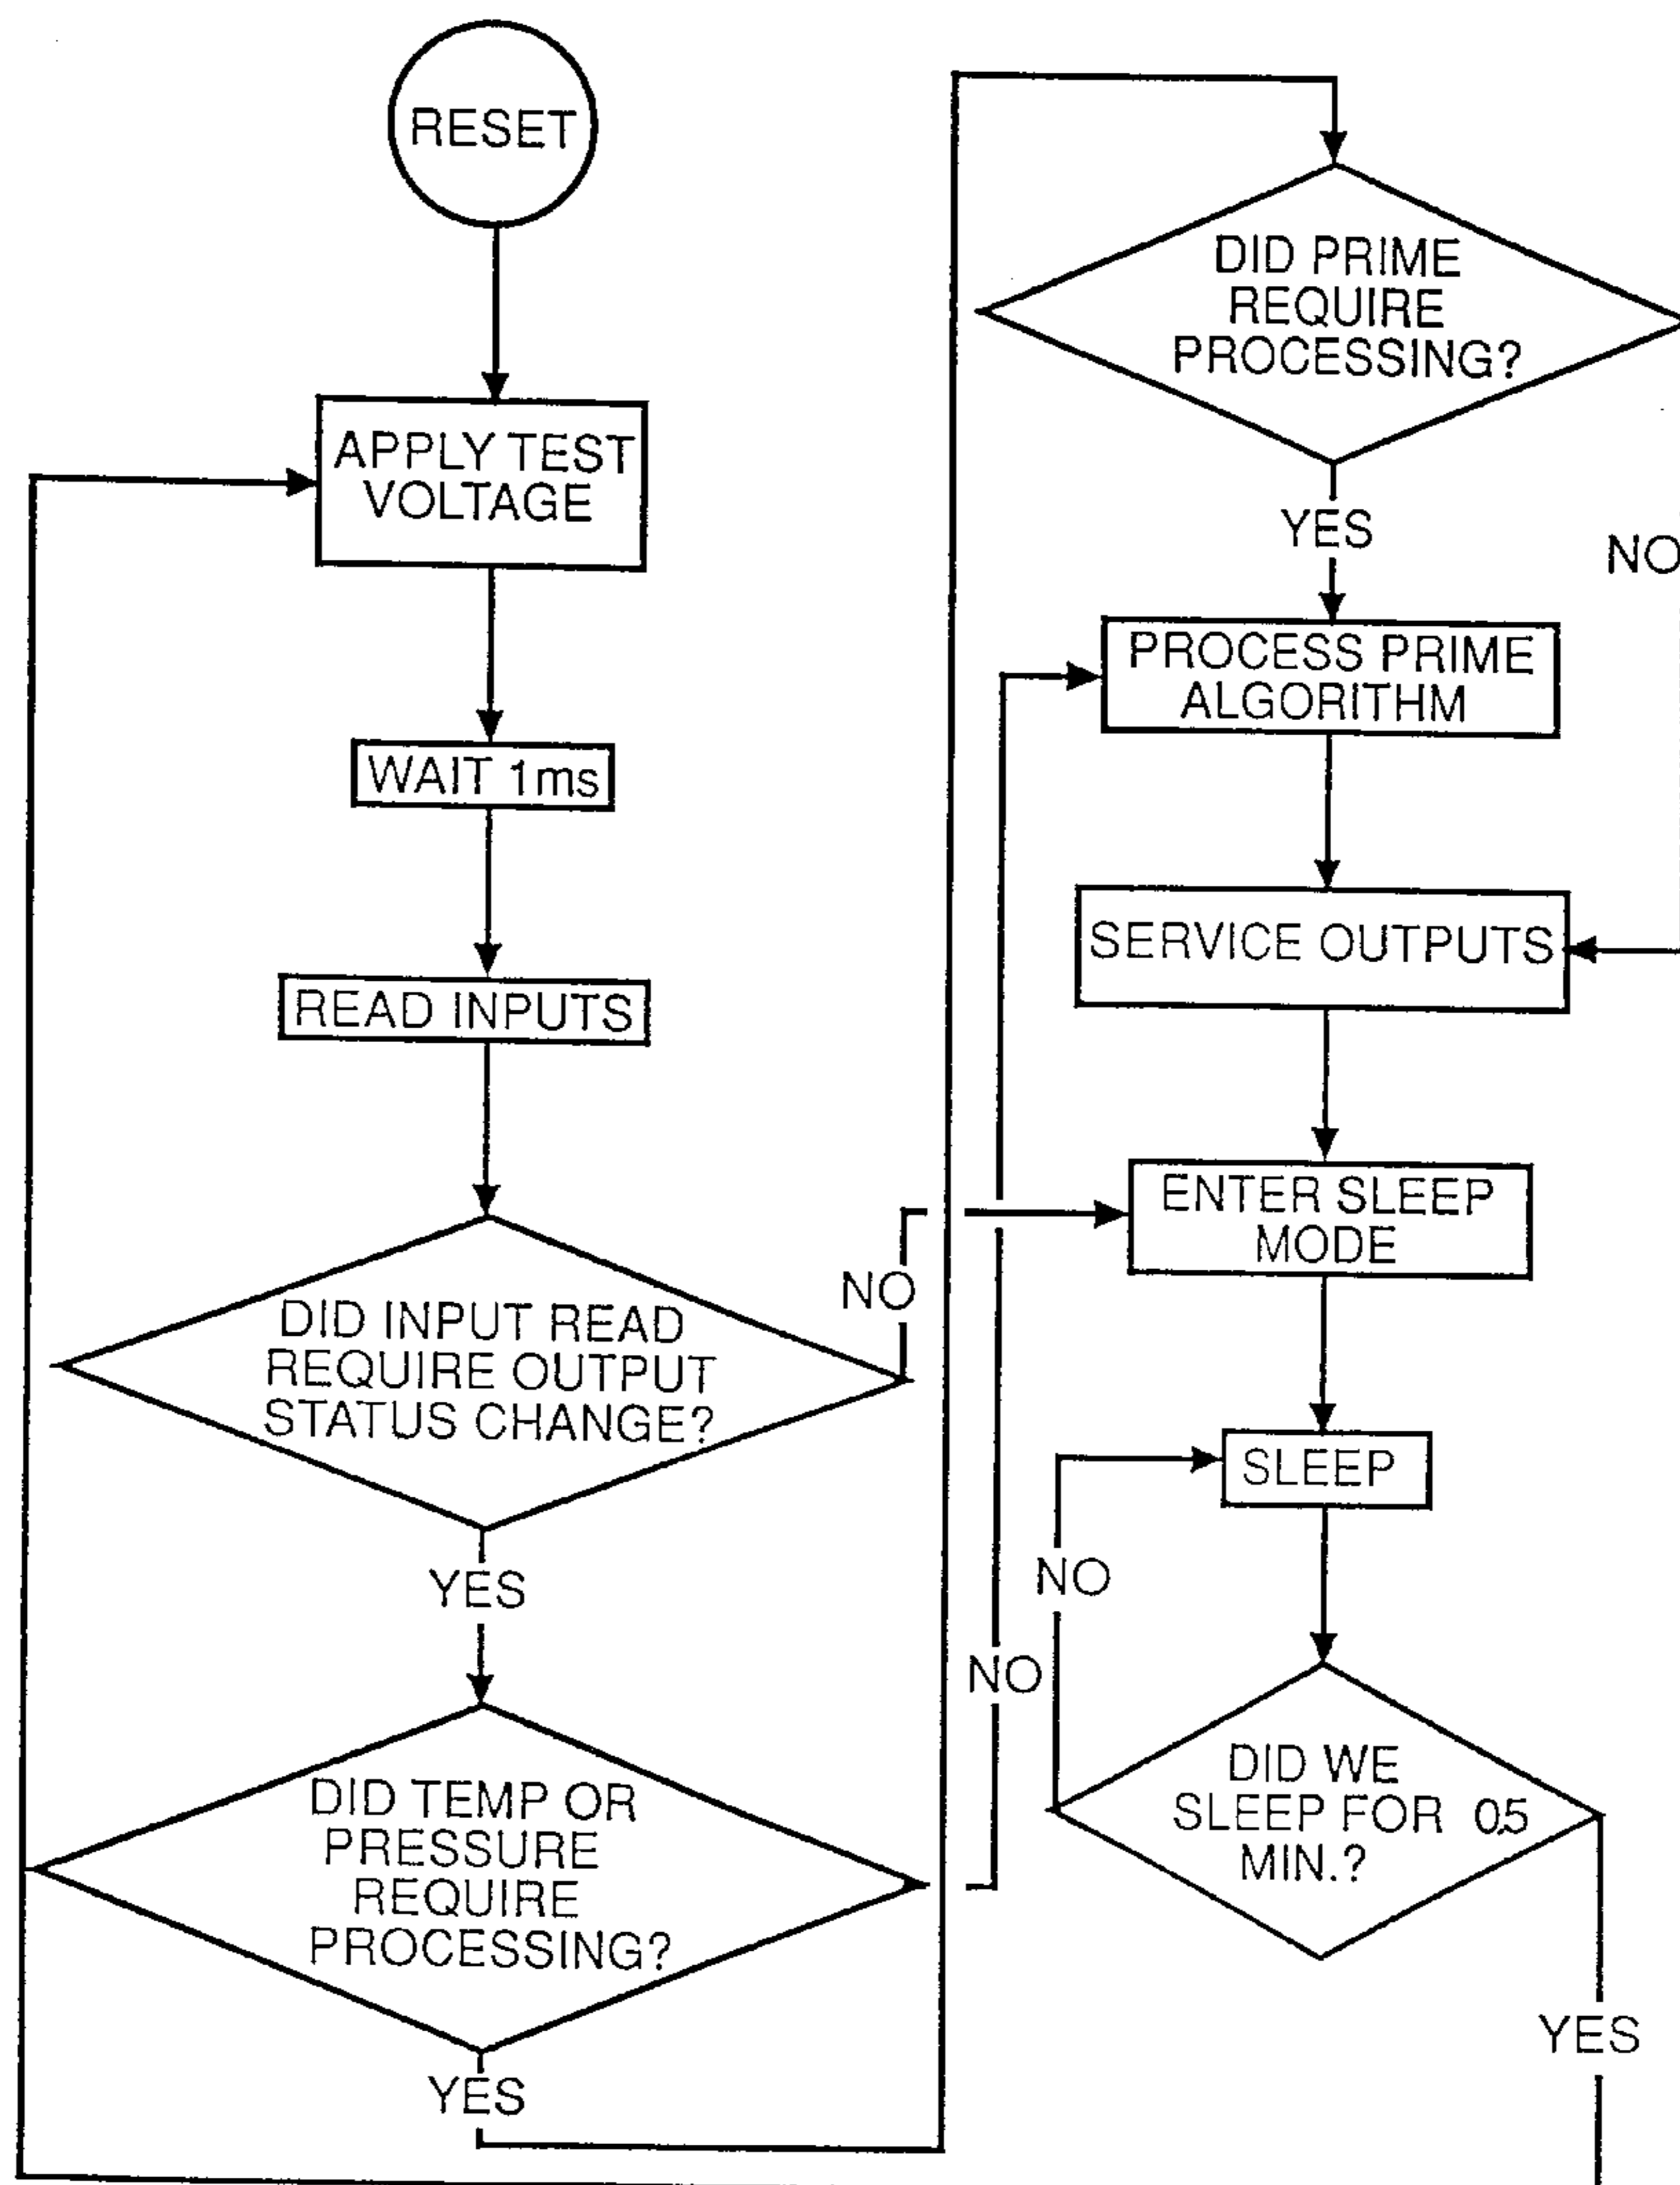 RESET
APPLY TEST
VOLTAGE
WAIT 1ms
READ INPUTS
DID INPUT READ
REQUIRE OUTPUT
STATUS CHANGE?
NO
YES
DID TEMP OR
PRESSURE
REQUIRE
PROCESSING?
NO
YES
DID PRIME
REQUIRE
PROCESSING?
YES
NO
PROCESS PRIME
ALGORITHM
SERVICE OUTPUTS
ENTER SLEEP
MODE
SLEEP
NO
DID WE
SLEEP FOR 0.5
MIN.?
YES